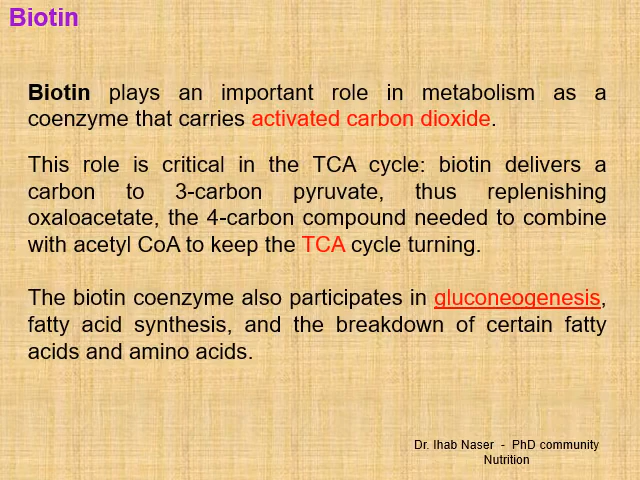 Biotin
Biotin plays an important role in metabolism as a
coenzyme that carries activated carbon dioxide.
This role is critical in the TCA cycle: biotin delivers a
carbon to 3-carbon pyruvate, thus replenishing
oxaloacetate, the 4-carbon compound needed to combine
with acetyl CoA to keep the TCA cycle turning.
The biotin coenzyme also participates in gluconeogenesis,
fatty acid synthesis, and the breakdown of certain fatty
acids and amino acids.
Dr. Ihab Naser - PhD community
Nutrition